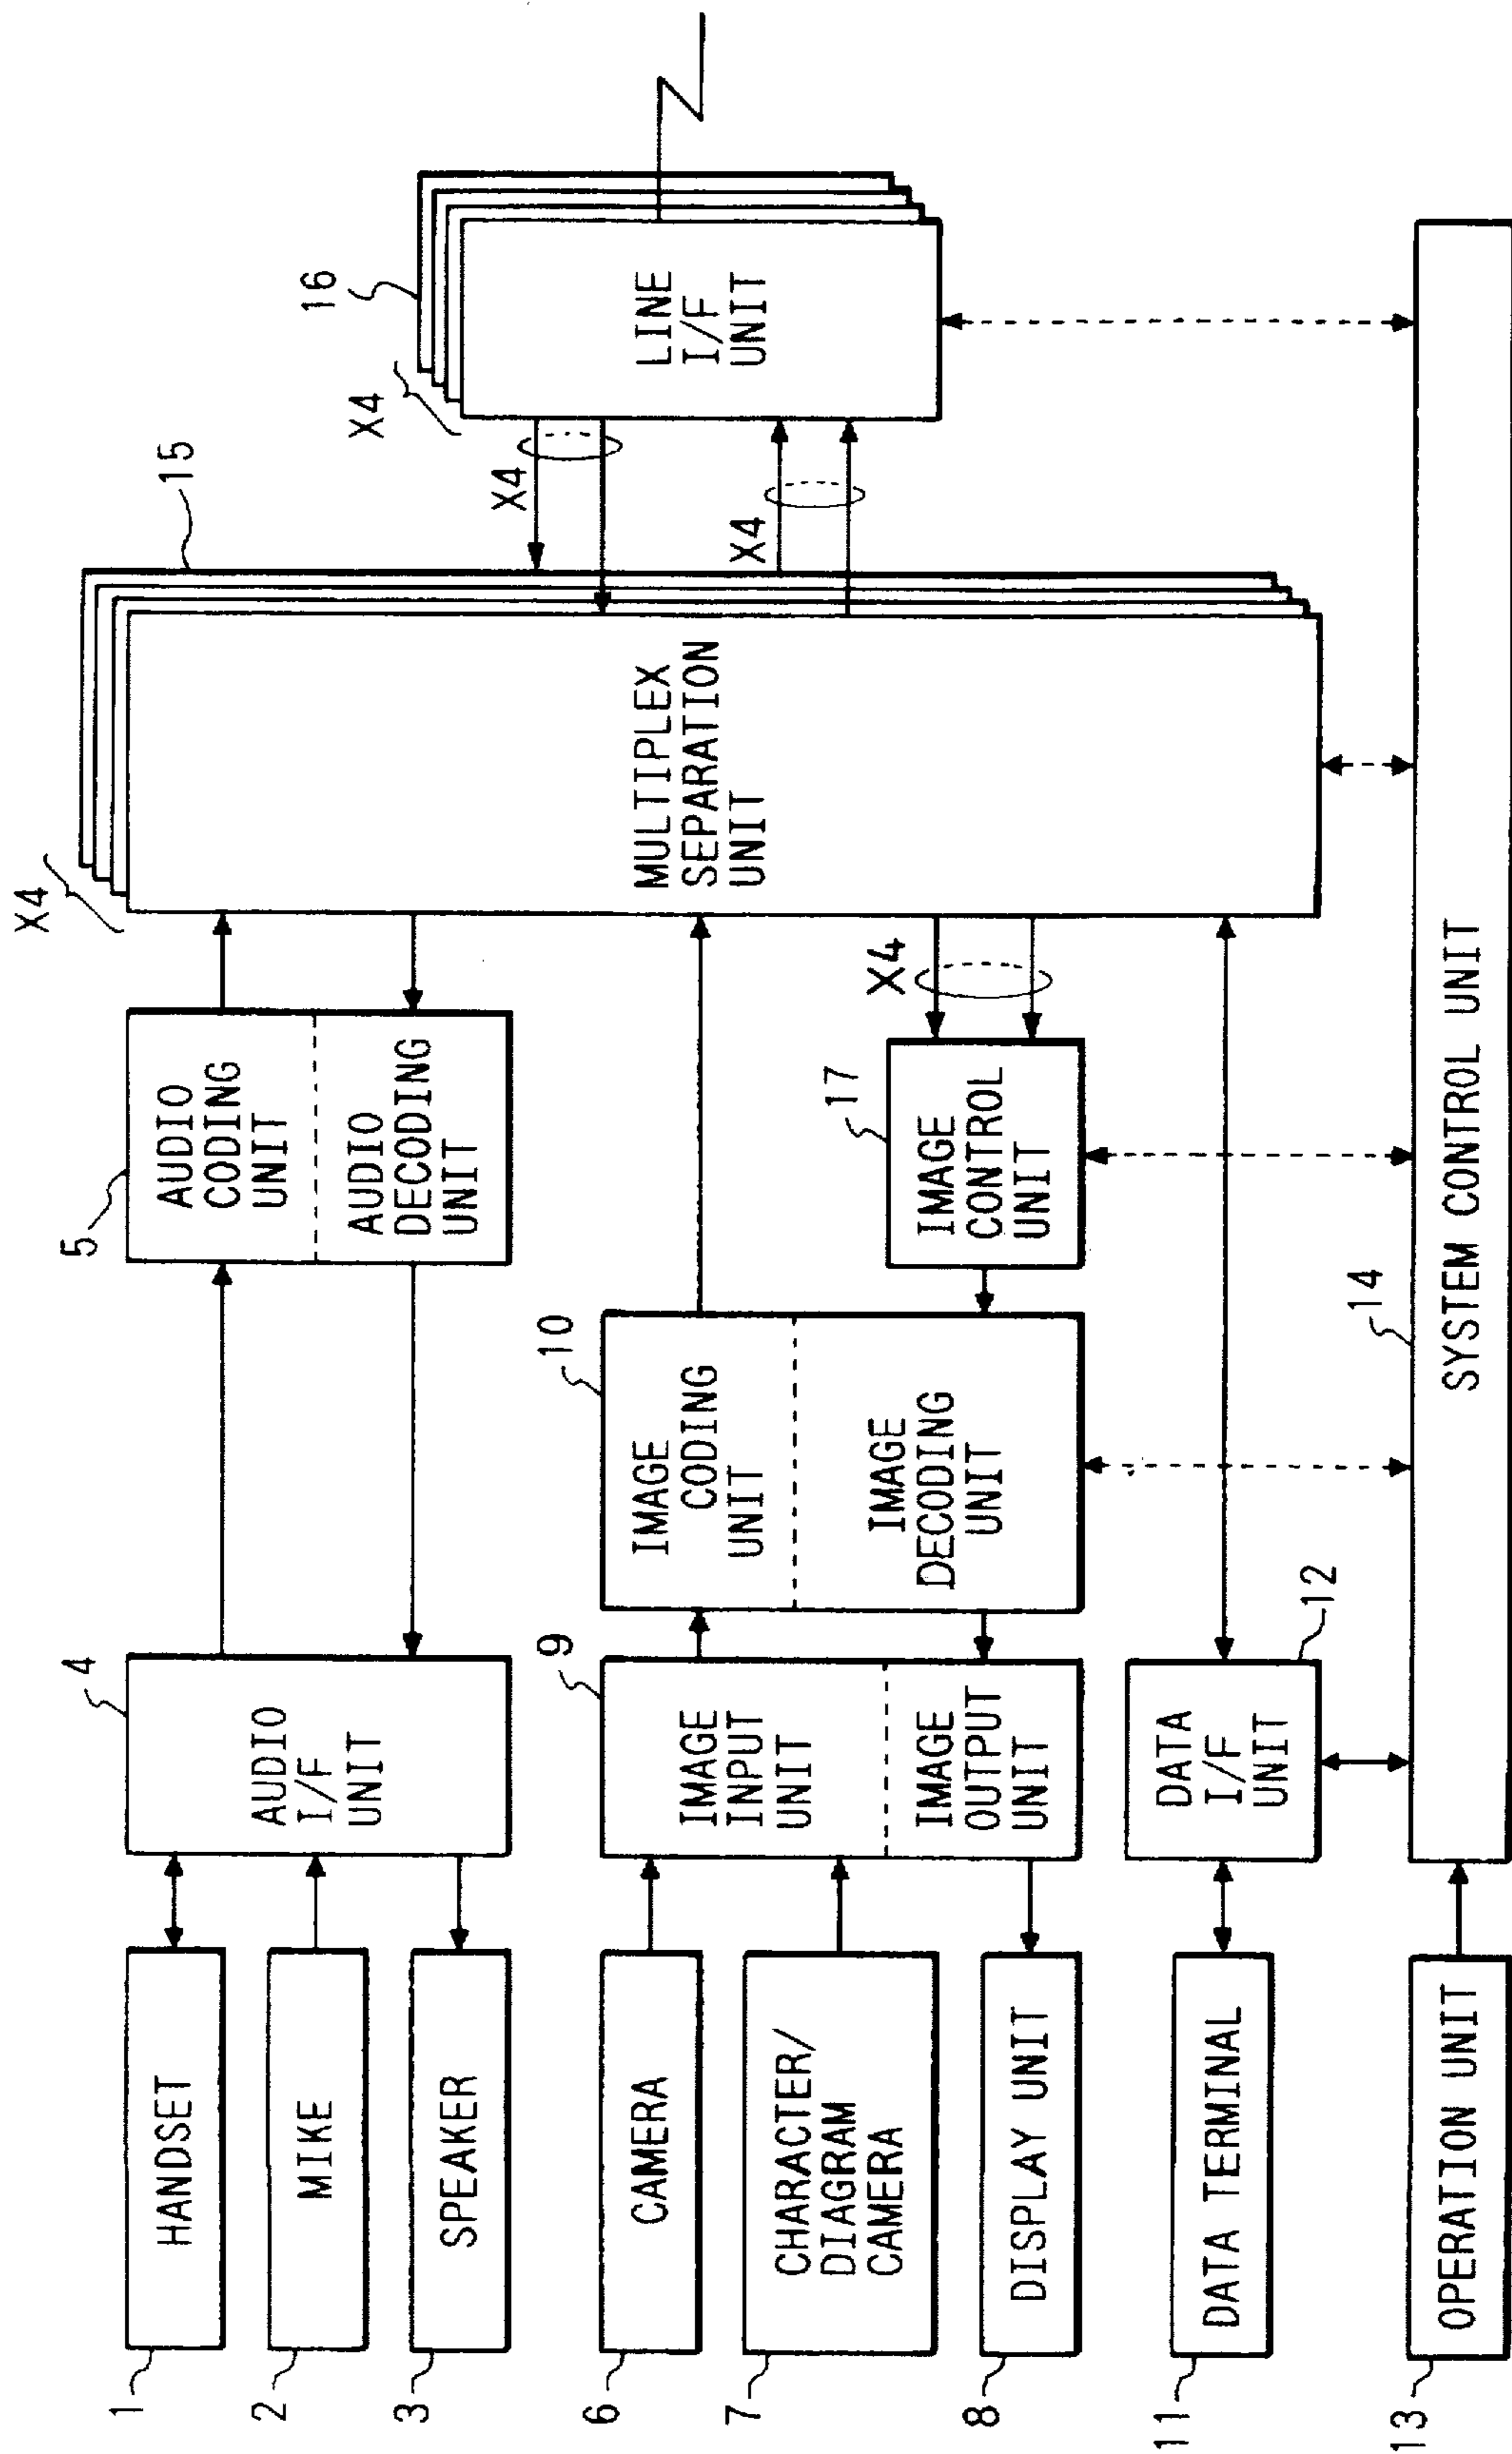 1
HANDSET
2
MIKE
3
SPEAKER
4
AUDIO
I/F
UNIT
5
AUDIO
CODING
UNIT
AUDIO
DECODING
UNIT
6
CAMERA
7
CHARACTER/
DIAGRAM
CAMERA
8
DISPLAY UNIT
9
IMAGE
INPUT
UNIT
IMAGE
OUTPUT
UNIT
10
IMAGE
CODING
UNIT
IMAGE
DECODING
UNIT
17
IMAGE
CONTROL
UNIT
X4
11
DATA TERMINAL
12
DATA
I/F
UNIT
13
OPERATION UNIT
14
SYSTEM CONTROL UNIT
X4
15
MULTIPLEX
SEPARATION
UNIT
X4
X4
X4
16
LINE
I/F
UNIT